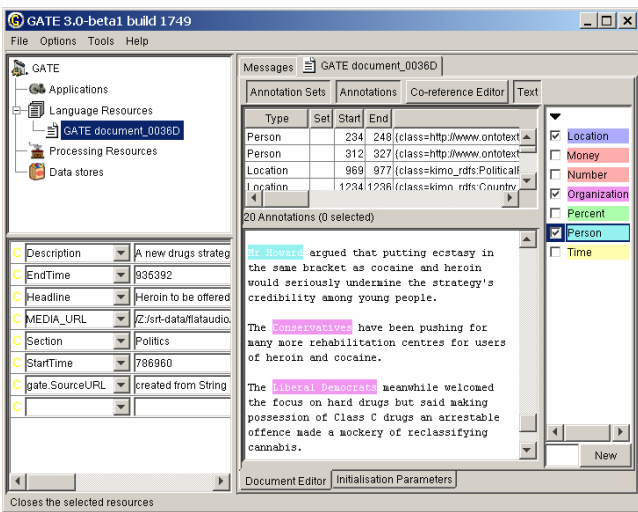 GATE 3.0-beta1 build 1749
File Options Tools Help
GATE
Applications
Language Resources
GATE document_0036D
Processing Resources
Data stores
Description A new drugs strateg
EndTime 935392
Headline Heroin to be offered
MEDIA_URL /Z:/srt-data/flataudio.
Section Politics
StartTime 786960
gate.SourceURL created from String
Messages GATE document_0036D
Annotation Sets Annotations Co-reference Editor Text
Type Set Start End
Person 234 248 {class=http://www.ontotext
Person 312 327 {class=http://www.ontotext
Location 969 977 {class=kimo_rdfs:PoliticalF
Location 1234 1236 {class=kimo_rdfs:Country
20 Annotations (0 selected)
Mr Howard argued that putting ecstasy in
the same bracket as cocaine and heroin
would seriously undermine the strategy's
credibility among young people.
The Conservatives have been pushing for
many more rehabilitation centres for users
of heroin and cocaine.
The Liberal Democrats meanwhile welcomed
the focus on hard drugs but said making
possession of Class C drugs an arrestable
offence made a mockery of reclassifying
cannabis.
Location
Money
Number
Organization
Percent
Person
Time
New
Document Editor Initialisation Parameters
Closes the selected resources